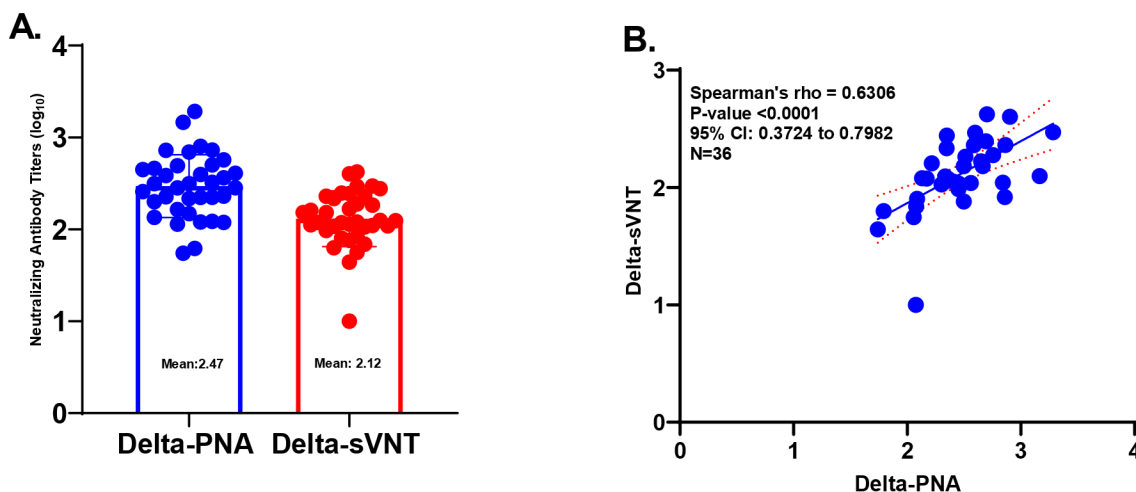 A.
Neutralizing Antibody Titers (log₁₀)
4
3
2
1
0
Mean:2.47
Mean: 2.12
Delta-PNA
Delta-sVNT
B.
Delta-sVNT
3
2
1
0
Spearman's rho = 0.6306
P-value <0.0001
95% CI: 0.3724 to 0.7982
N=36
0
1
2
3
4
Delta-PNA